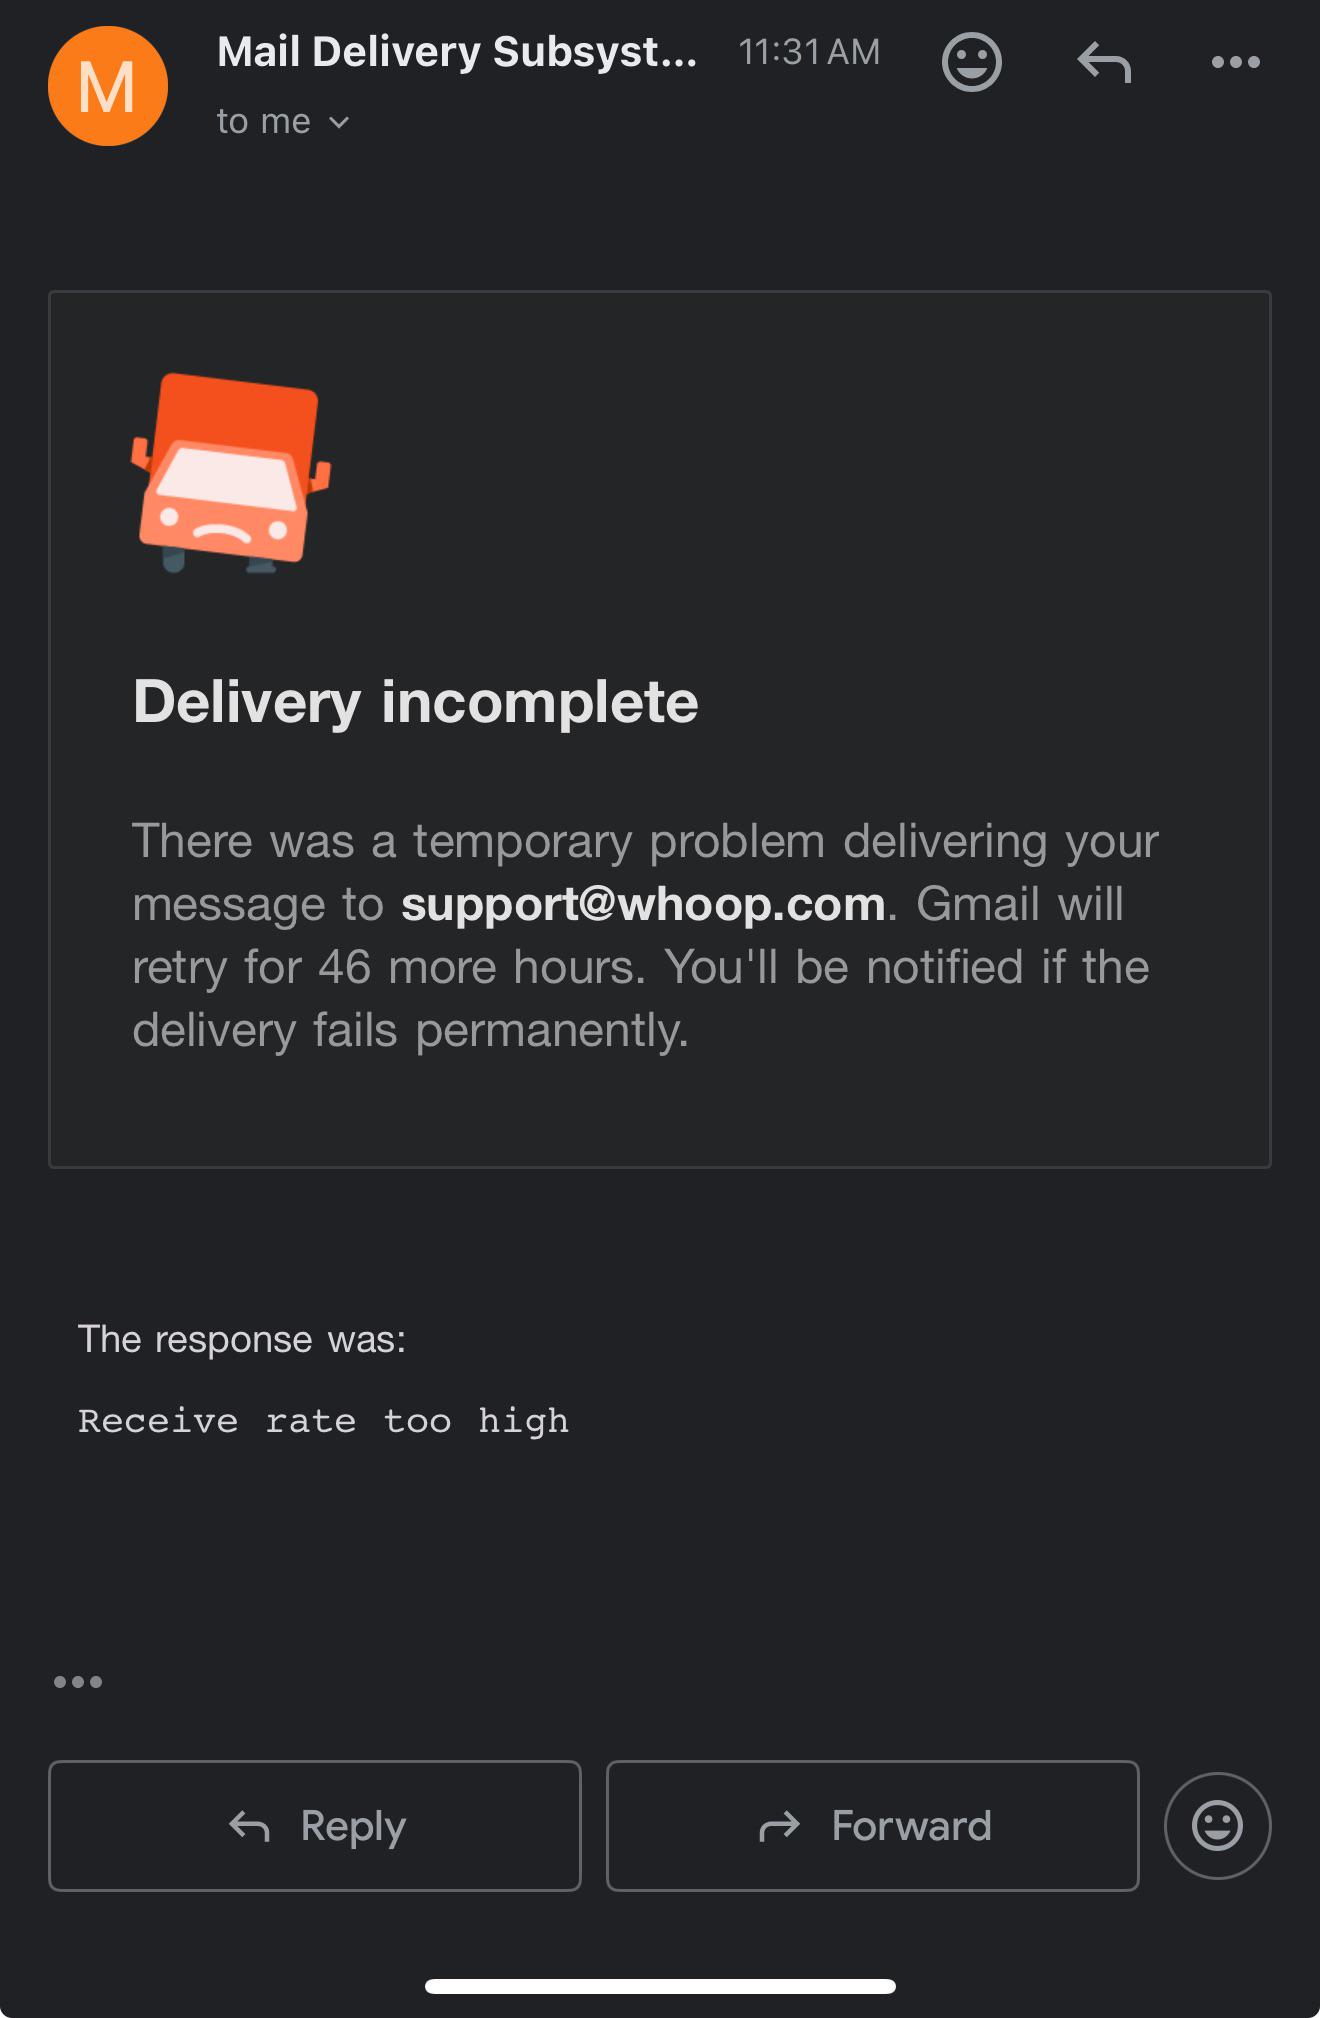 M
Mail Delivery Subsyst... 11:31 AM
to me
Delivery incomplete
There was a temporary problem delivering your
message to support@whoop.com. Gmail will
retry for 46 more hours. You'll be notified if the
delivery fails permanently.
The response was:
Receive rate too high
Reply
Forward